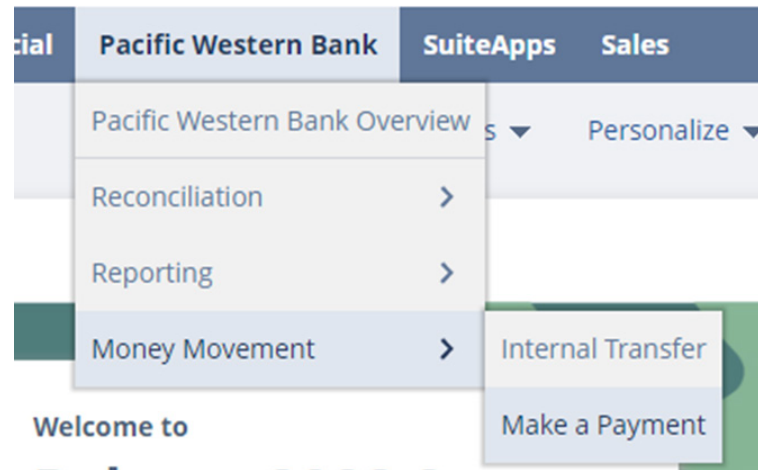 cial Pacific Western Bank SuiteApps Sales
Pacific Western Bank Overview
s Personalize
Reconciliation
Reporting
Money Movement
Internal Transfer
Make a Payment
Welcome to